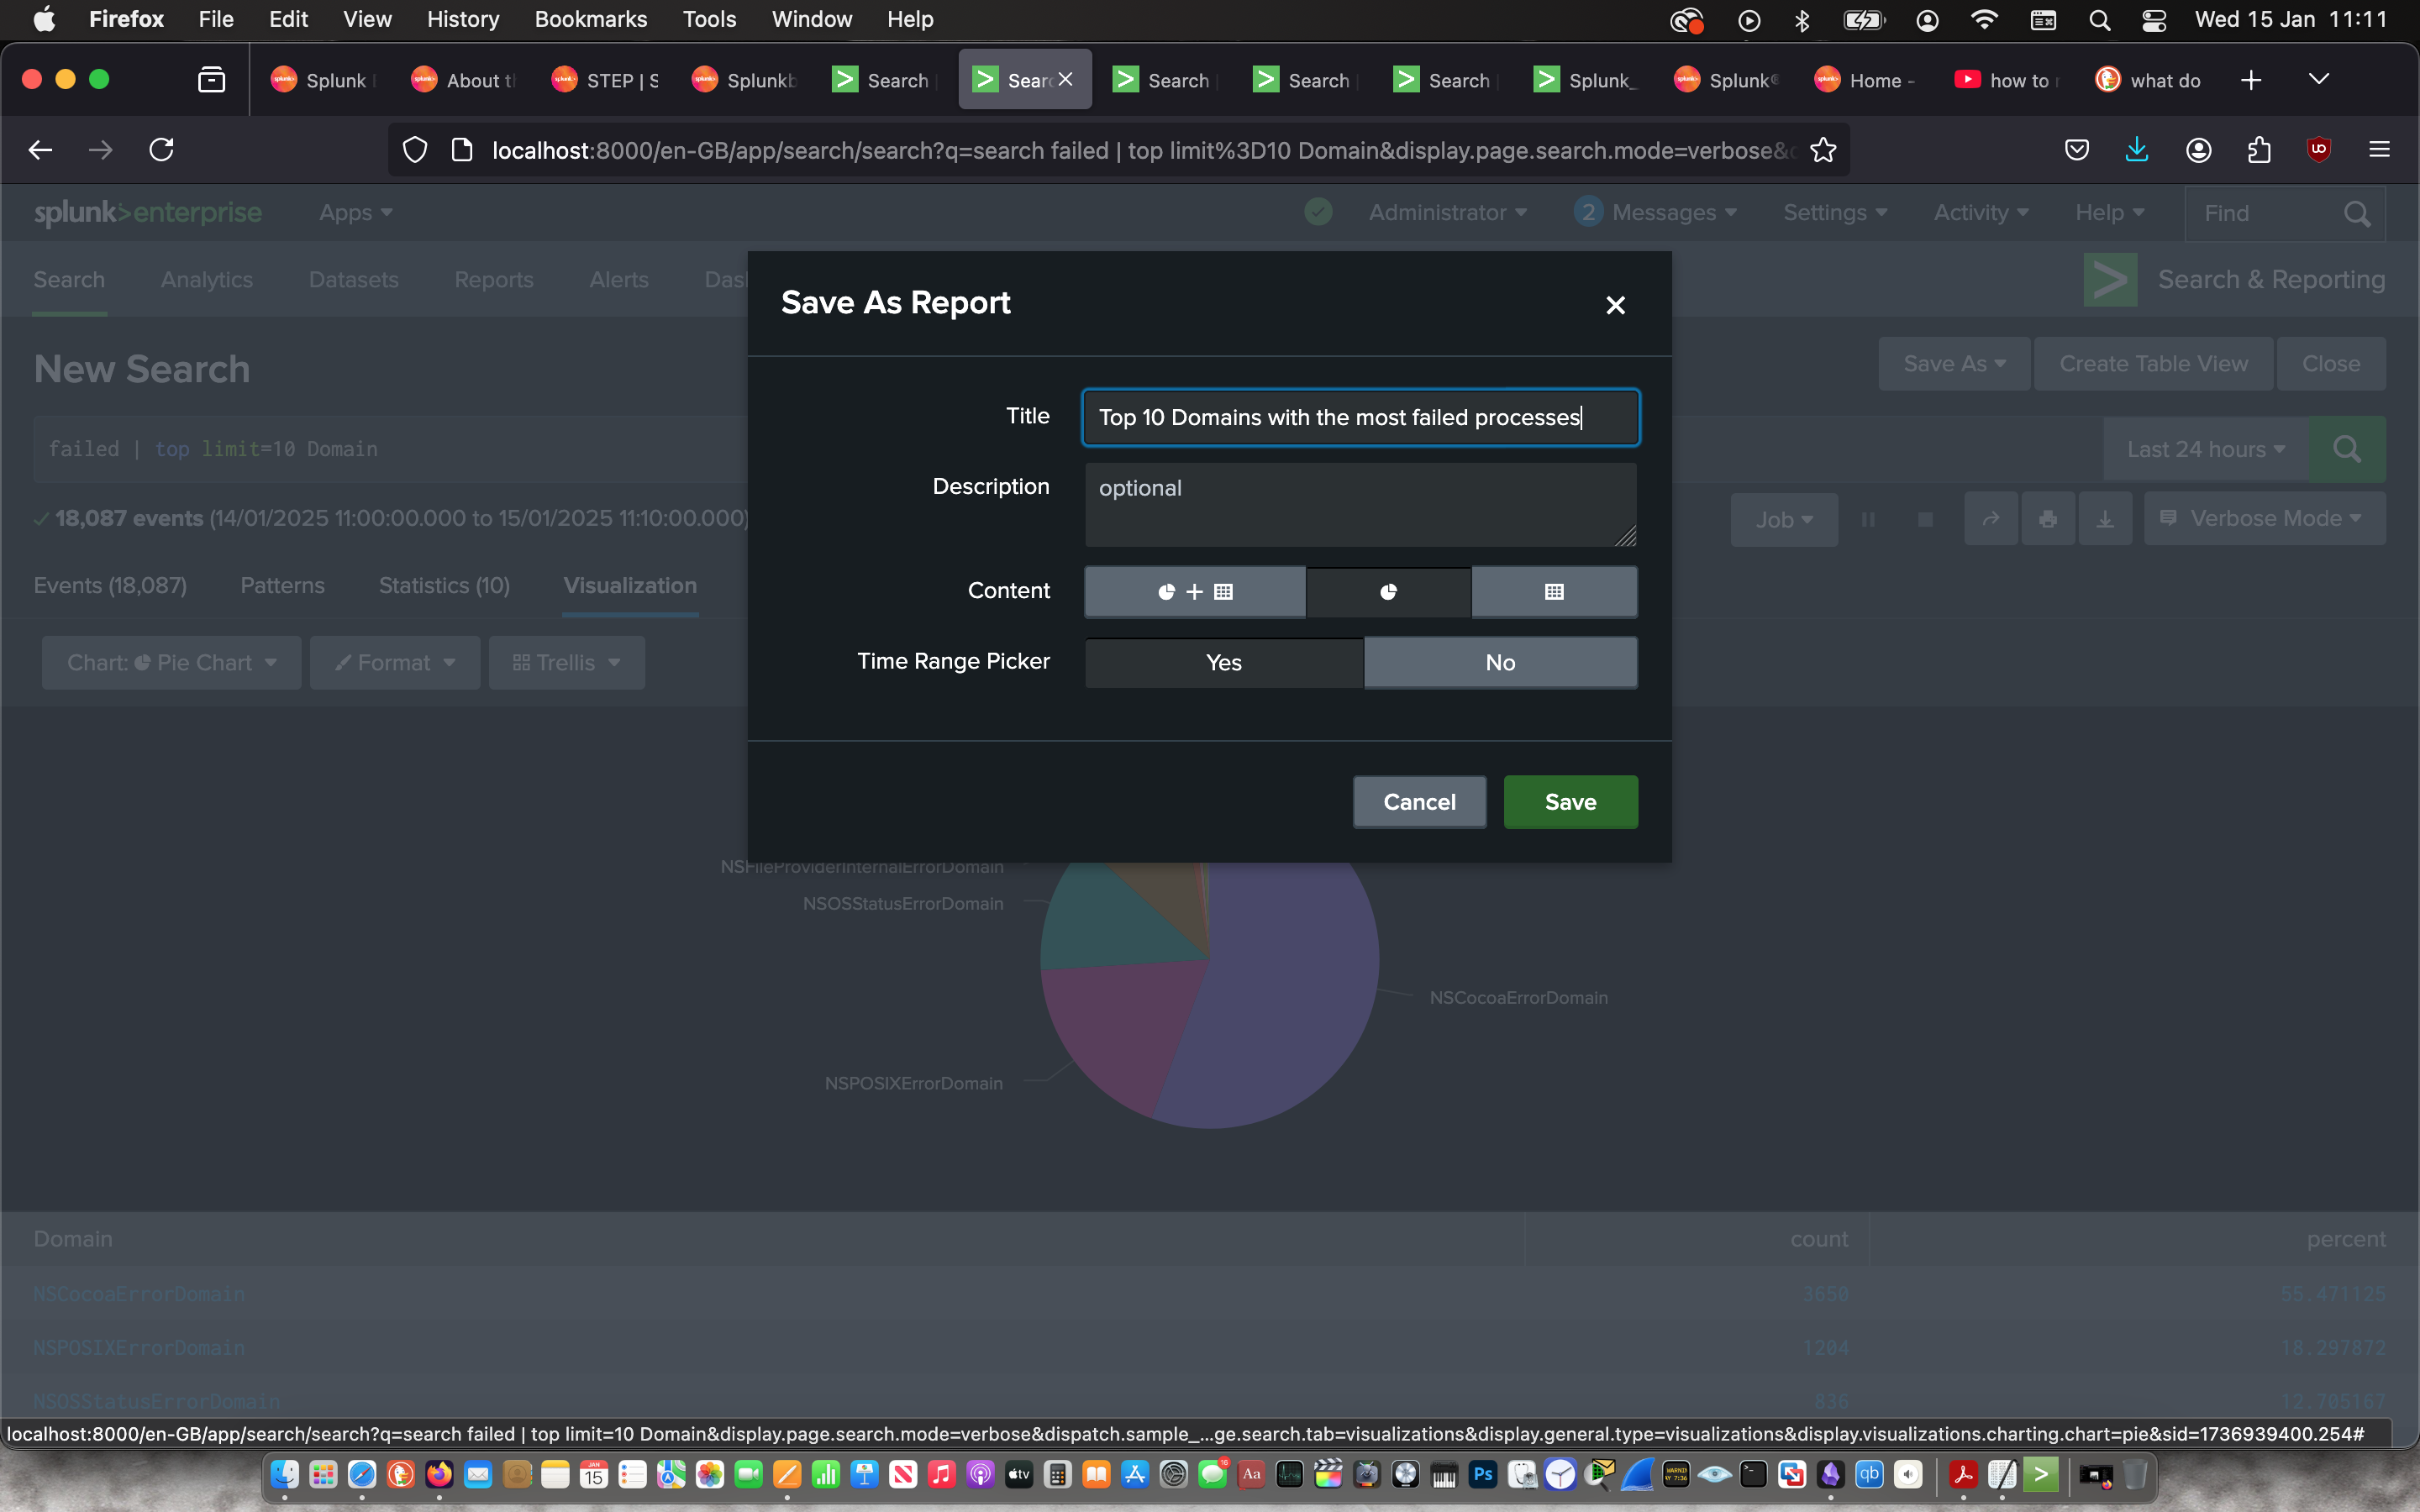 Firefox File Edit View History Bookmarks Tools Window Help Wed 15 Jan 11:11
Splunk About th STEP | S Splunkb Search Sear Search Search Search Splunk_ Splunk® Home - how to what do
localhost:8000/en-GB/app/search/search?q=search failed | top limit%3D10 Domain&display.page.search.mode=verbose&
splunk>enterprise Apps Administrator 2 Messages Settings Activity Help Find
Search Analytics Datasets Reports Alerts Das Search & Reporting
Save As Report
New Search Save As Create Table View Close
Title Top 10 Domains with the most failed processes
failed | top limit=10 Domain Last 24 hours
Description optional
18,087 events (14/01/2025 11:00:00.000 to 15/01/2025 11:10:00.000) Job Verbose Mode
Events (18,087) Patterns Statistics (10) Visualization
Content
Chart: Pie Chart Format Trellis
Time Range Picker Yes No
Cancel Save
NSFileProviderInternalErrorDomain
NSOSStatusErrorDomain
NSCocoaErrorDomain
NSPOSIXErrorDomain
Domain count percent
NSCocoaErrorDomain 3650 55.471125
NSPOSIXErrorDomain 1204 18.297872
NSOSStatusErrorDomain 836 12.705167
localhost:8000/en-GB/app/search/search?q=search failed | top limit=10 Domain&display.page.search.mode=verbose&dispatch.sample_...ge.search.tab=visualizations&display.general.type=visualizations&display.visualizations.charting.chart=pie&sid=1736939400.254#
JAN 15 tv 16 Aa Ps qb